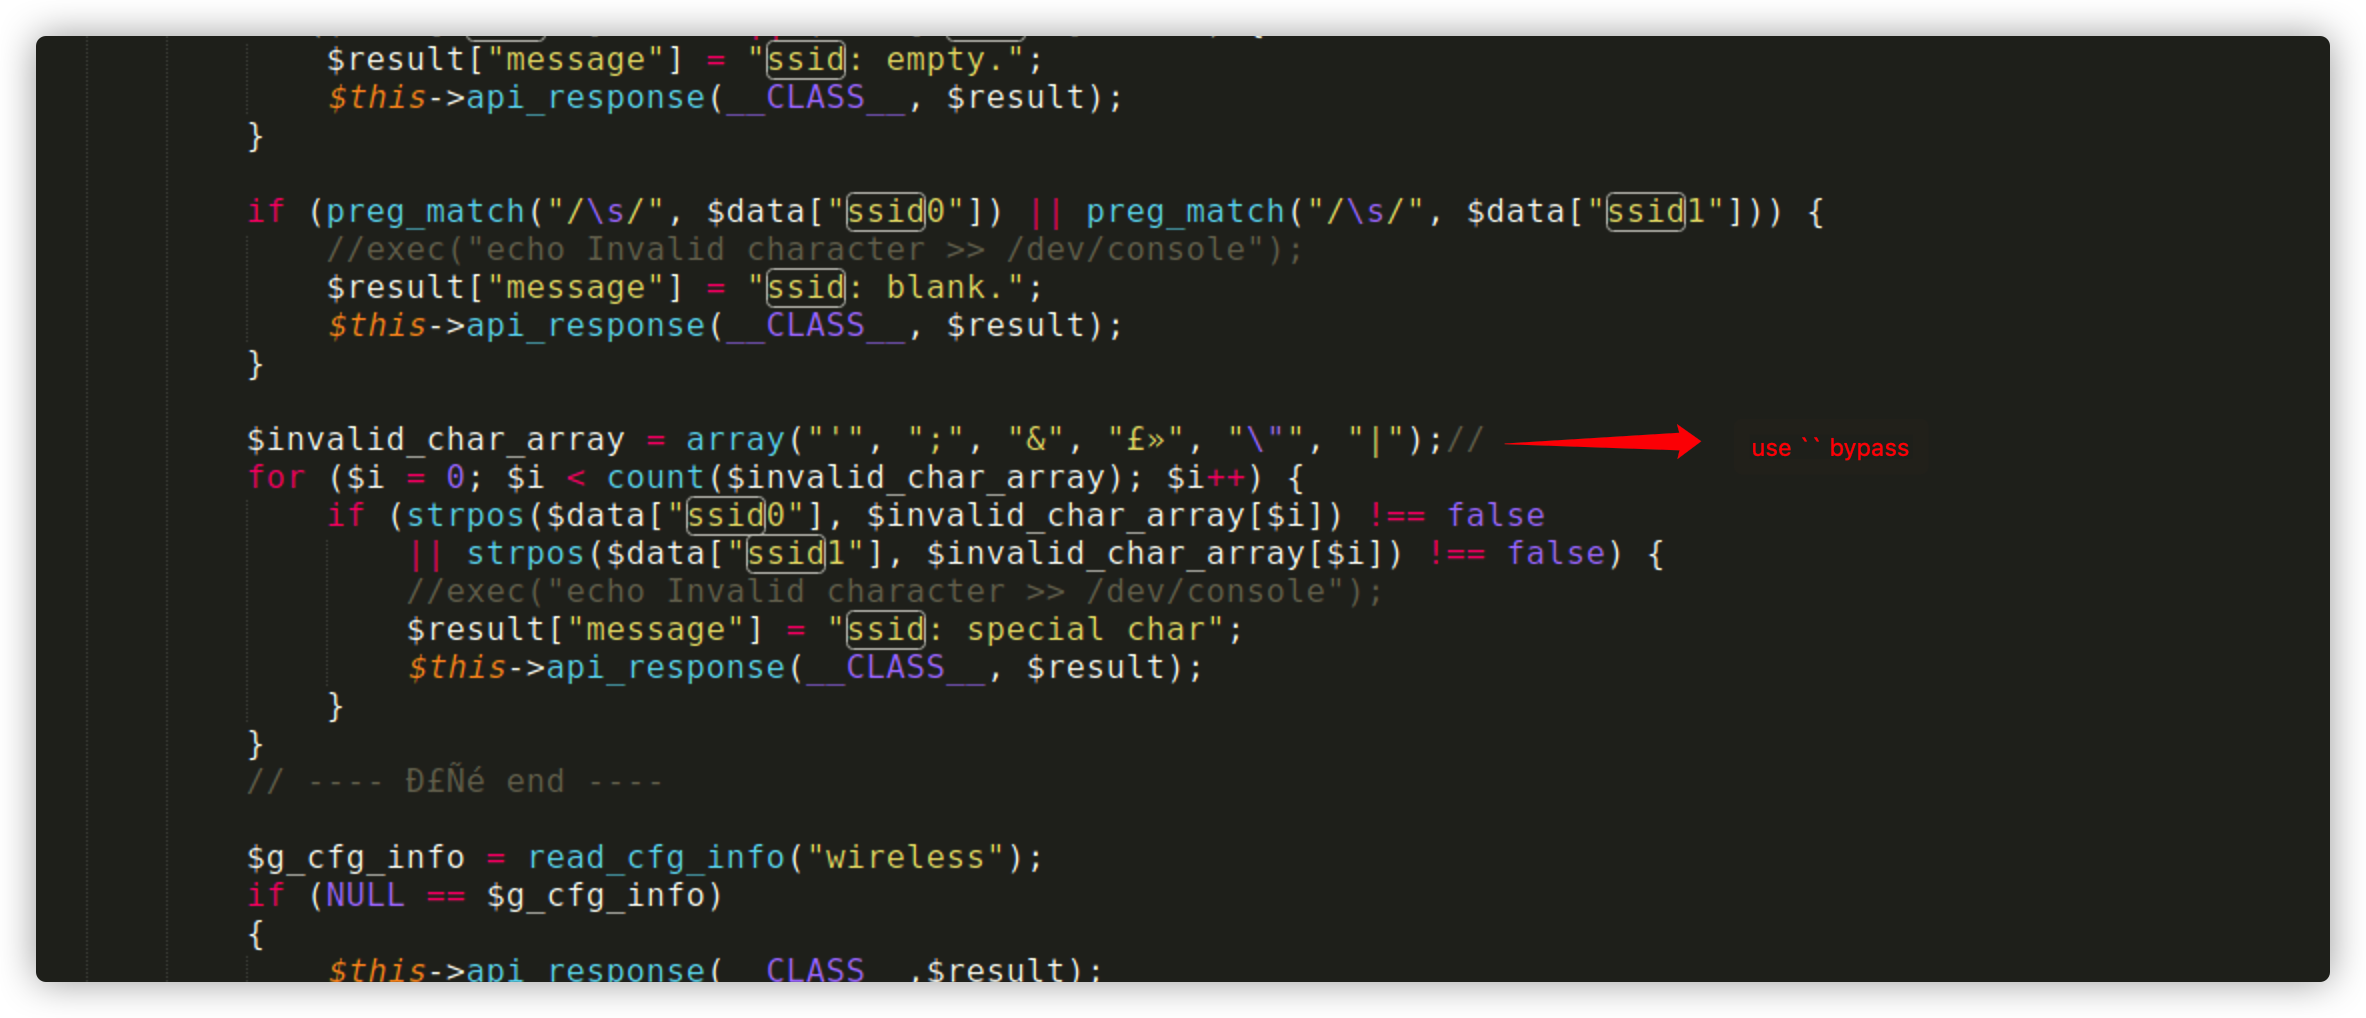 $result["message"] = "ssid: empty.";
$this->api_response(__CLASS__, $result);
}
if (preg_match("/\s/", $data["ssid0"]) || preg_match("/\s/", $data["ssid1"])) {
//exec("echo Invalid character >> /dev/console");
$result["message"] = "ssid: blank.";
$this->api_response(__CLASS__, $result);
}
$invalid_char_array = array("'", ";", "&", "£»", "\"", "|");// use `` bypass
for ($i = 0; $i < count($invalid_char_array); $i++) {
if (strpos($data["ssid0"], $invalid_char_array[$i]) !== false
|| strpos($data["ssid1"], $invalid_char_array[$i]) !== false) {
//exec("echo Invalid character >> /dev/console");
$result["message"] = "ssid: special char";
$this->api_response(__CLASS__, $result);
}
}
// ---- Ð£Ñé end ----
$g_cfg_info = read_cfg_info("wireless");
if (NULL == $g_cfg_info)
{
$this->api_response(__CLASS__,$result);